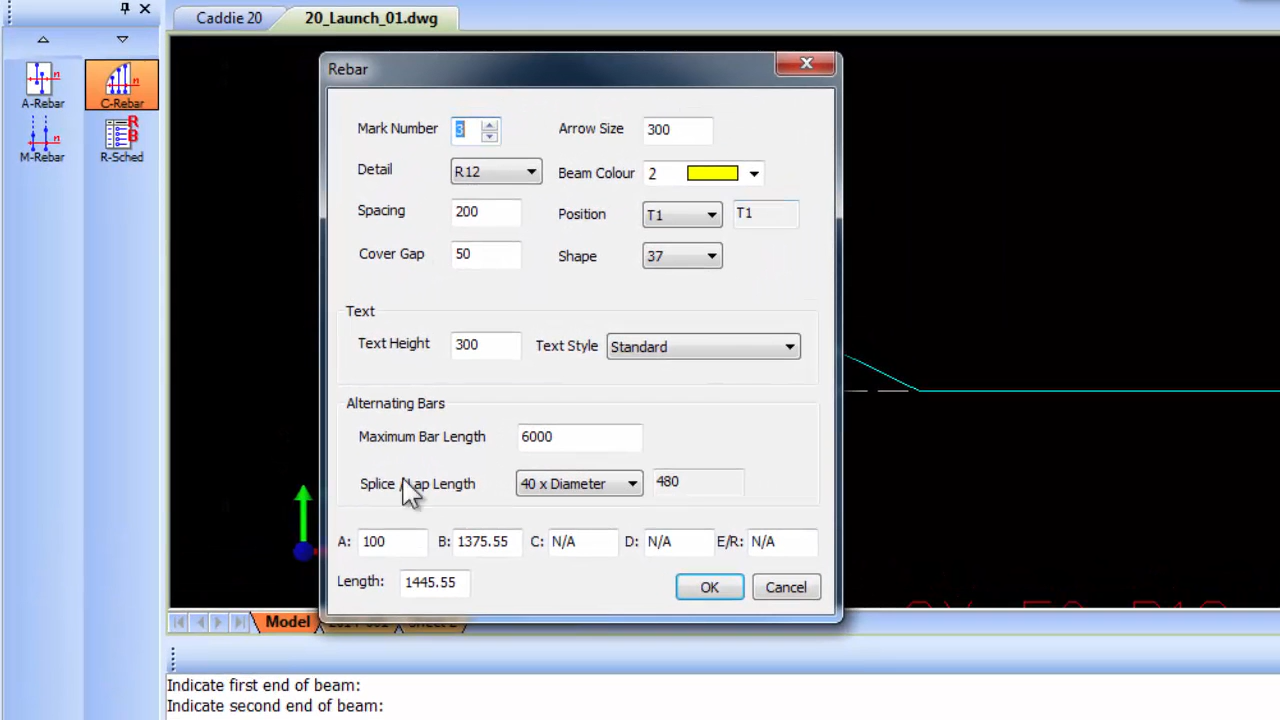 Caddie 20
20_Launch_01.dwg
A-Rebar
C-Rebar
M-Rebar
R-Sched
Rebar
Mark Number 3
Arrow Size 300
Detail R12
Beam Colour 2
Spacing 200
Position T1 T1
Cover Gap 50
Shape 37
Text
Text Height 300
Text Style Standard
Alternating Bars
Maximum Bar Length 6000
Splice / Lap Length 40 x Diameter 480
A: 100 B: 1375.55 C: N/A D: N/A E/R: N/A
Length: 1445.55
OK Cancel
Model
Indicate first end of beam:
Indicate second end of beam: